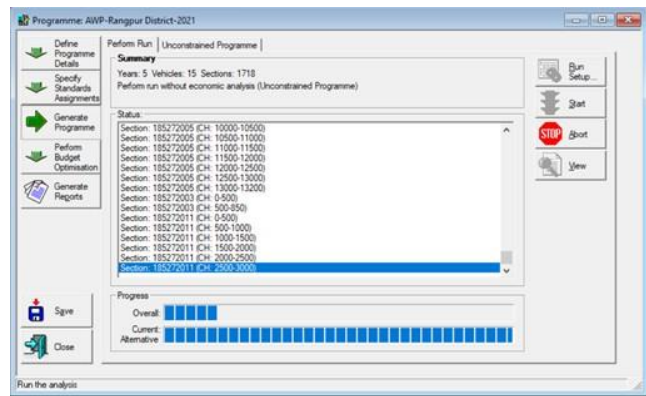 Programme: AWP-Rangpur District-2021
Define
Programme
Details
Specify
Standards
Assignments
Generate
Programme
Perform
Budget
Optimisation
Generate
Reports
Save
Close
Perform Run
Unconstrained Programme
Summary
Years: 5 Vehicles: 15 Sections: 1718
Perform run without economic analysis (Unconstrained Programme)
Status:
Section: 185272005 (CH: 10000-10500)
Section: 185272005 (CH: 10500-11000)
Section: 185272005 (CH: 11000-11500)
Section: 185272005 (CH: 11500-12000)
Section: 185272005 (CH: 12000-12500)
Section: 185272005 (CH: 12500-13000)
Section: 185272005 (CH: 13000-13200)
Section: 185272003 (CH: 0-500)
Section: 185272003 (CH: 500-850)
Section: 185272011 (CH: 0-500)
Section: 185272011 (CH: 500-1000)
Section: 185272011 (CH: 1000-1500)
Section: 185272011 (CH: 1500-2000)
Section: 185272011 (CH: 2000-2500)
Section: 185272011 (CH: 2500-3000)
Progress
Overall:
Current:
Alternative
Run
Setup...
Start
STOP
Abort
View
Run the analysis